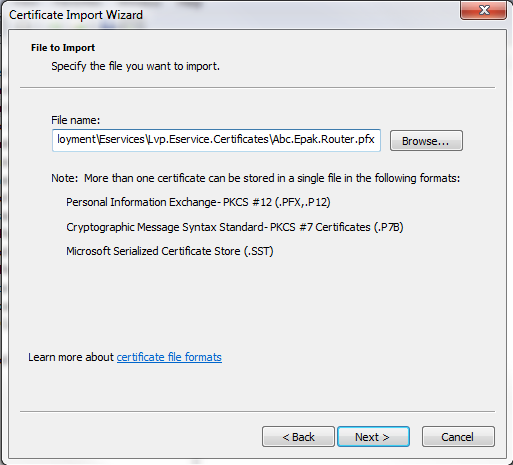 Certificate Import Wizard
File to Import
Specify the file you want to import.
File name:
loyment\Eservices\Lvp.Eservice.Certificates\Abc.Epak.Router.pfx
Browse...
Note: More than one certificate can be stored in a single file in the following formats:
Personal Information Exchange- PKCS #12 (.PFX,.P12)
Cryptographic Message Syntax Standard- PKCS #7 Certificates (.P7B)
Microsoft Serialized Certificate Store (.SST)
Learn more about certificate file formats
< Back
Next >
Cancel